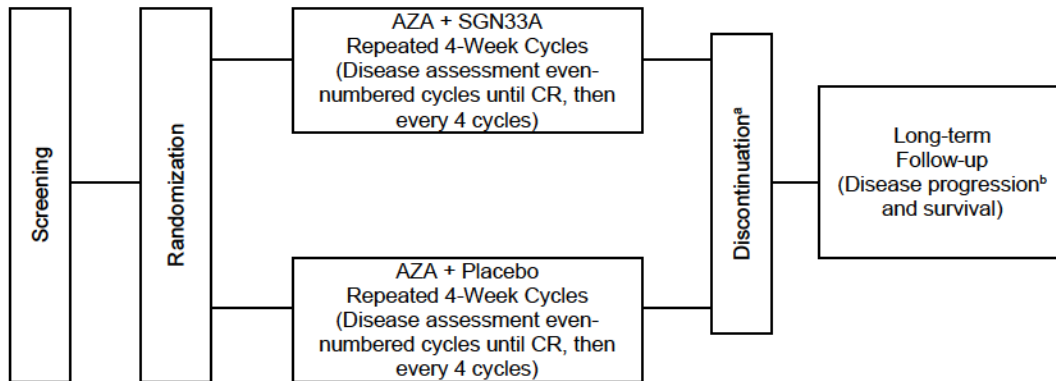 Screening
Randomization
AZA + SGN33A
Repeated 4-Week Cycles
(Disease assessment even-
numbered cycles until CR, then
every 4 cycles)
AZA + Placebo
Repeated 4-Week Cycles
(Disease assessment even-
numbered cycles until CR, then
every 4 cycles)
Discontinuationᵃ
Long-term
Follow-up
(Disease progressionᵇ
and survival)